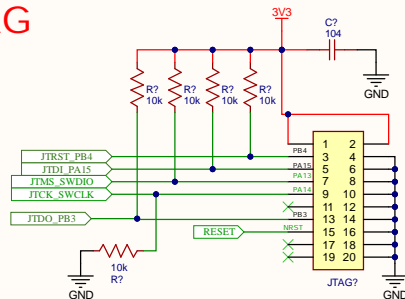 AG
3V3
C?
104
GND
R?
10k
R?
10k
R?
10k
R?
10k
JTRST_PB4
JTDI_PA15
JTMS_SWDIO
JTCK_SWCLK
JTDO_PB3
RESET
PB4
PA15
PA13
PA14
PB3
NRST
1 2
3 4
5 6
7 8
9 10
11 12
13 14
15 16
17 18
19 20
JTAG?
10k
R?
GND
GND